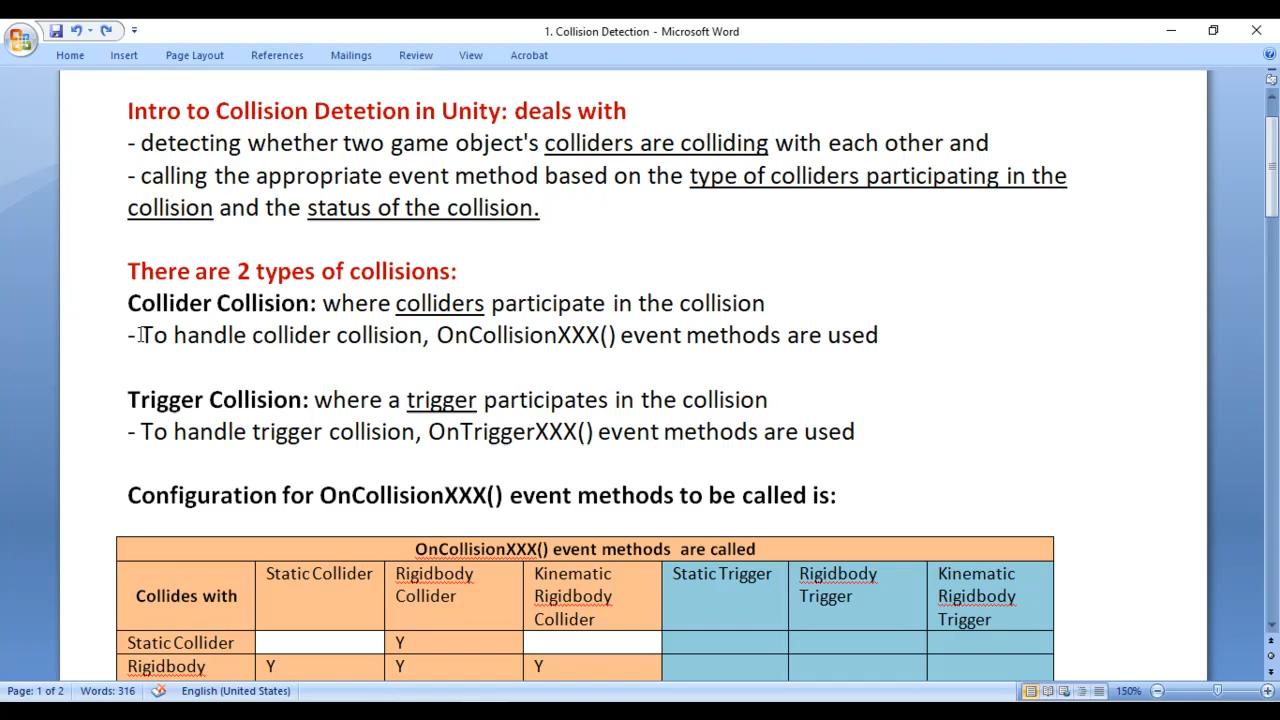 1. Collision Detection - Microsoft Word
Home Insert Page Layout References Mailings Review View Acrobat
Intro to Collision Detetion in Unity: deals with
- detecting whether two game object's colliders are colliding with each other and
- calling the appropriate event method based on the type of colliders participating in the
collision and the status of the collision.
There are 2 types of collisions:
Collider Collision: where colliders participate in the collision
- To handle collider collision, OnCollisionXXX() event methods are used
Trigger Collision: where a trigger participates in the collision
- To handle trigger collision, OnTriggerXXX() event methods are used
Configuration for OnCollisionXXX() event methods to be called is:
OnCollisionXXX() event methods are called
Collides with
Static Collider
Rigidbody
Collider
Kinematic
Rigidbody
Collider
Static Trigger
Rigidbody
Trigger
Kinematic
Rigidbody
Trigger
Static Collider Y
Rigidbody Y Y Y
Page: 1 of 2 Words: 316 English (United States) 150%